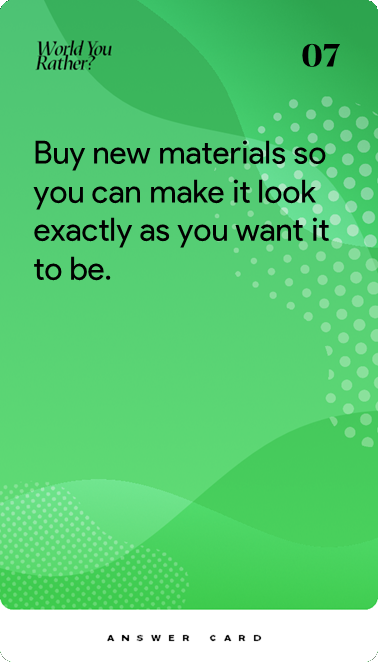 World You
Rather?
07
Buy new materials so
you can make it look
exactly as you want it
to be.
ANSWER CARD